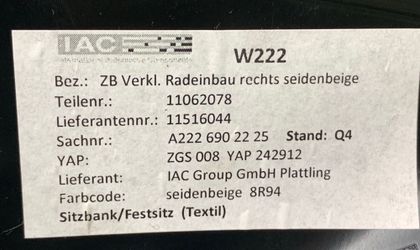 IAC
W222
Bez.: ZB Verkl. Radeinbau rechts seidenbeige
Teilenr.: 11062078
Lieferantennr.: 11516044
Sachnr.: A222 690 22 25 Stand: Q4
YAP: ZGS 008 YAP 242912
Lieferant: IAC Group GmbH Plattling
Farbcode: seidenbeige 8R94
Sitzbank/Festsitz (Textil)